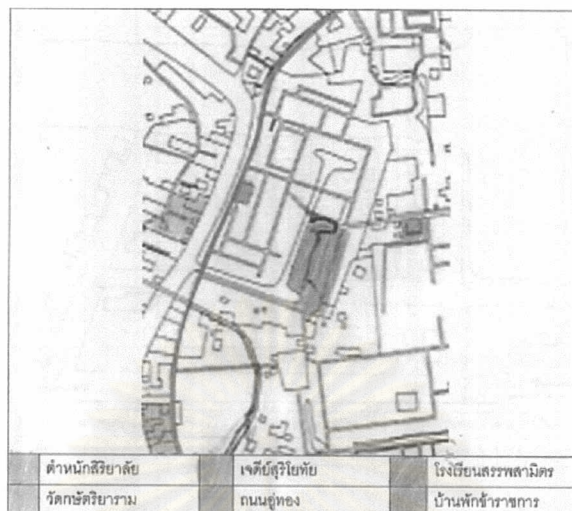 ตำหนักสิริยาลัย เจดีย์สุริโยทัย โรงเรียนสรรพสามิตร
วัดกษัตริยาราม ถนนอู่ทอง บ้านพักข้าราชการ